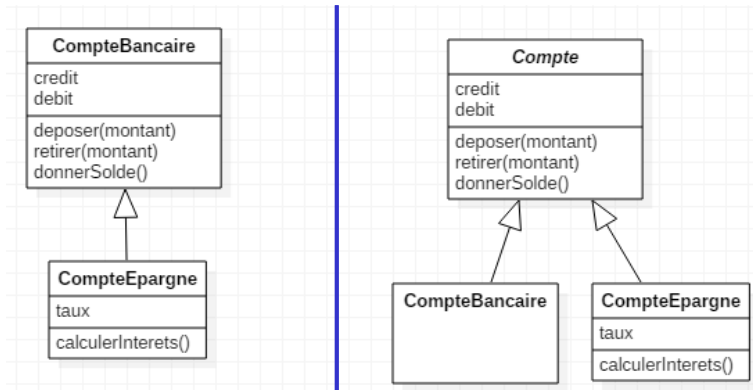 CompteBancaire
credit
debit
deposer(montant)
retirer(montant)
donnerSolde()
CompteEpargne
taux
calculerInterets()
Compte
credit
debit
deposer(montant)
retirer(montant)
donnerSolde()
CompteBancaire
CompteEpargne
taux
calculerInterets()